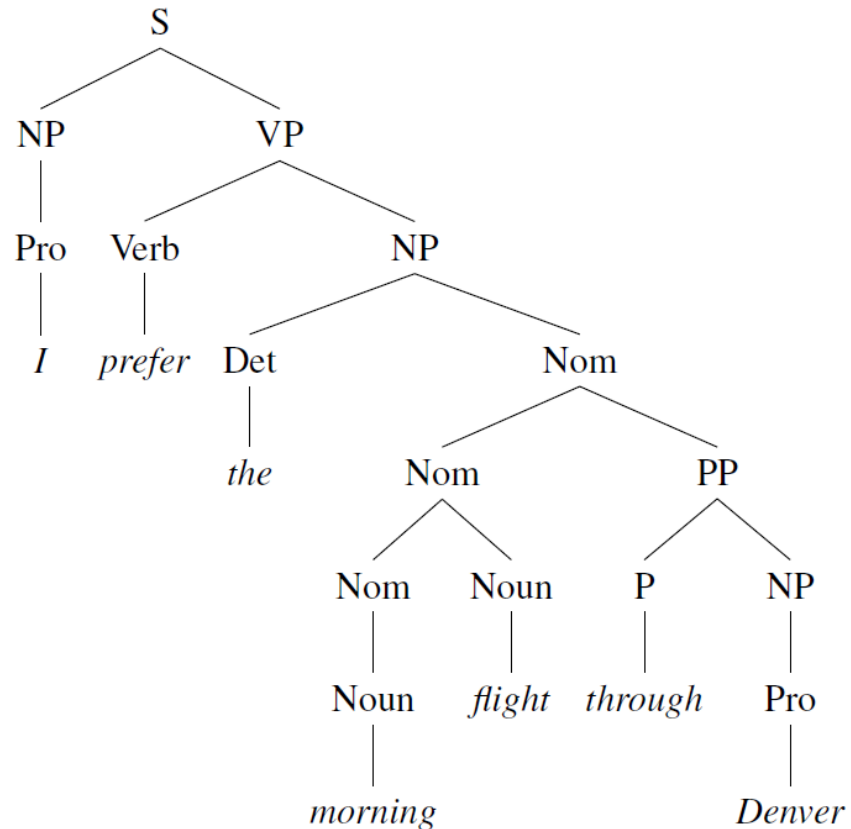 S
NP VP
Pro Verb NP
I prefer Det Nom
the Nom PP
Nom Noun P NP
Noun flight through Pro
morning Denver